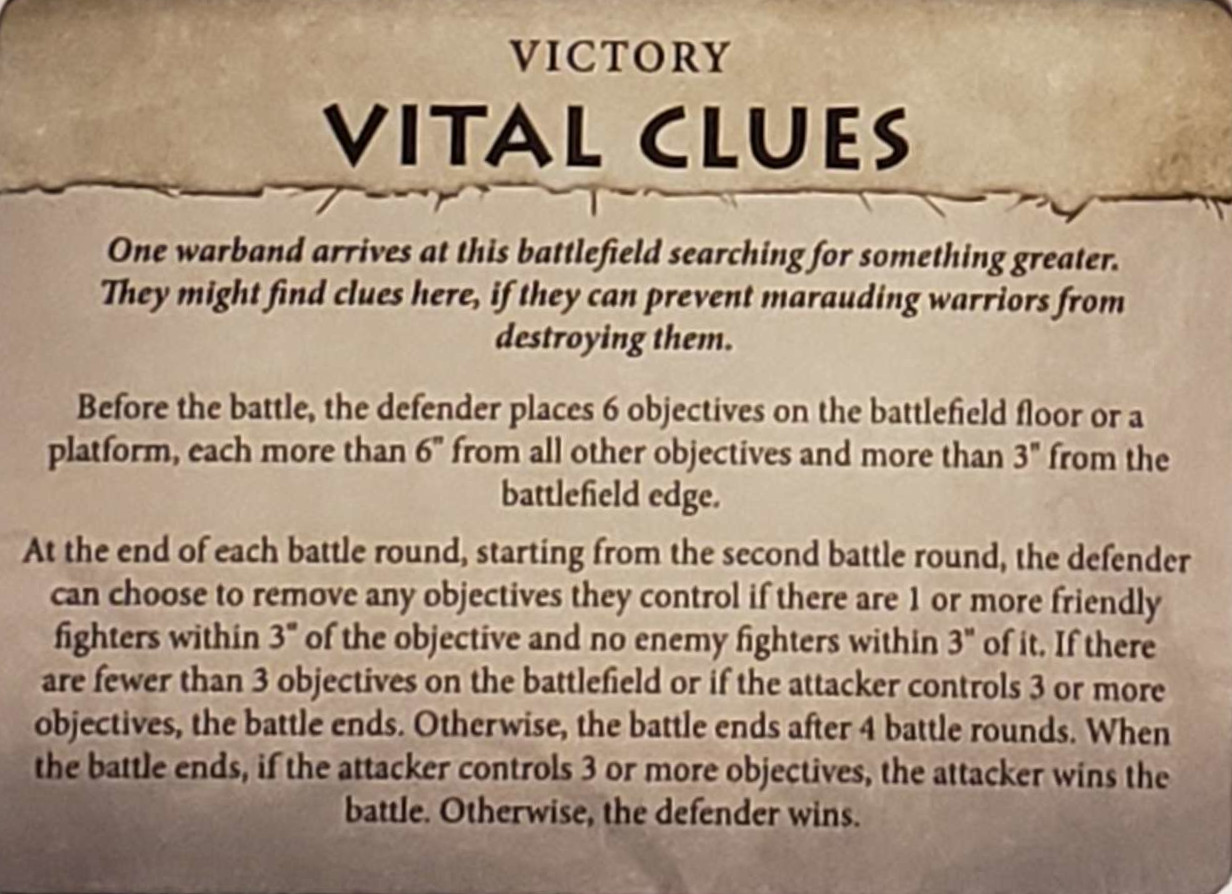 VICTORY
VITAL CLUES
One warband arrives at this battlefield searching for something greater.
They might find clues here, if they can prevent marauding warriors from
destroying them.
Before the battle, the defender places 6 objectives on the battlefield floor or a
platform, each more than 6" from all other objectives and more than 3" from the
battlefield edge.
At the end of each battle round, starting from the second battle round, the defender
can choose to remove any objectives they control if there are 1 or more friendly
fighters within 3" of the objective and no enemy fighters within 3" of it. If there
are fewer than 3 objectives on the battlefield or if the attacker controls 3 or more
objectives, the battle ends. Otherwise, the battle ends after 4 battle rounds. When
the battle ends, if the attacker controls 3 or more objectives, the attacker wins the
battle. Otherwise, the defender wins.